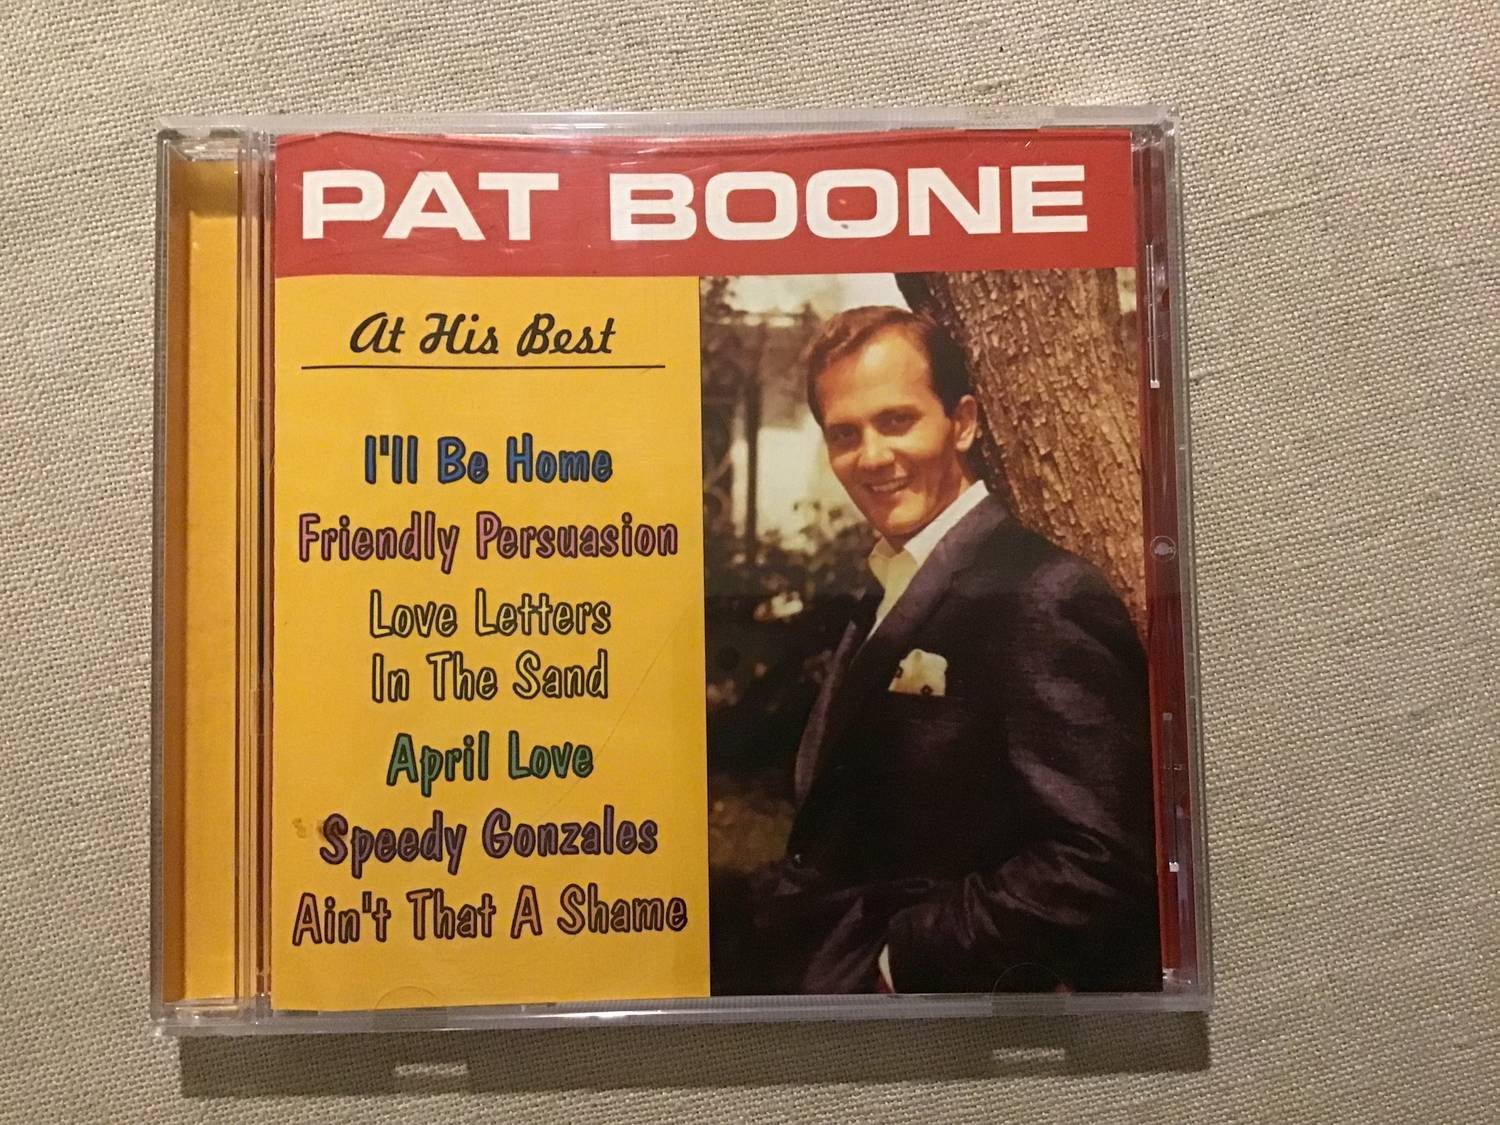 PAT BOONE
At His Best
I'll Be Home
Friendly Persuasion
Love Letters
In The Sand
April Love
Speedy Gonzales
Ain't That A Shame